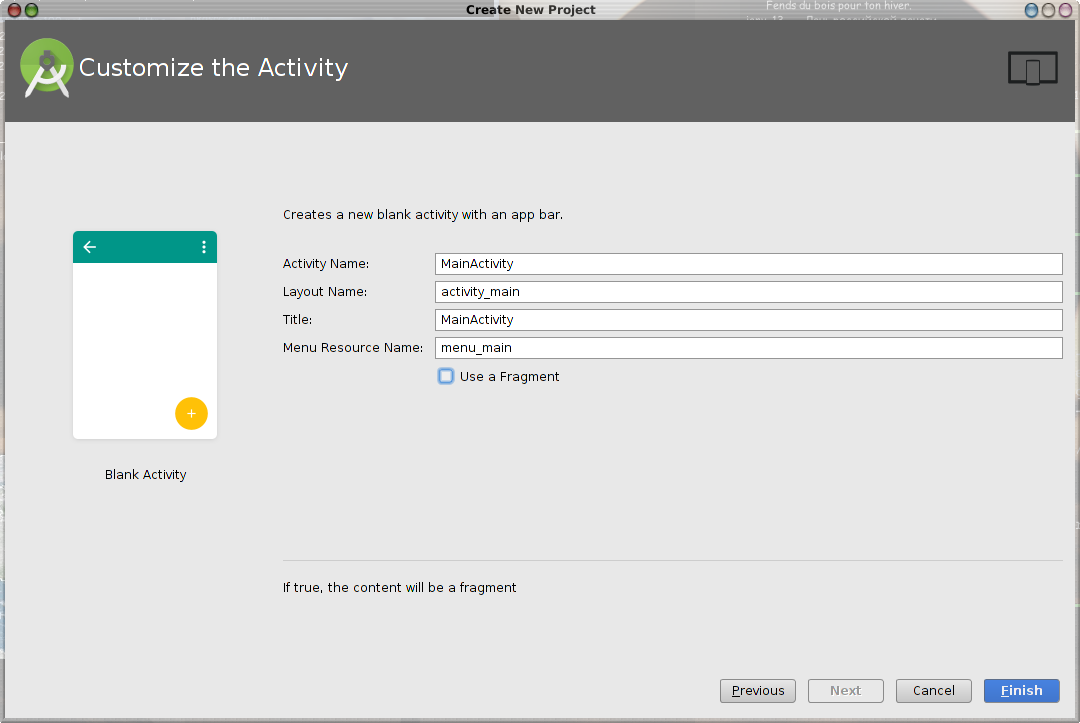 Create New Project
Fends du bois pour ton hiver.
Customize the Activity
Creates a new blank activity with an app bar.
Activity Name: MainActivity
Layout Name: activity_main
Title: MainActivity
Menu Resource Name: menu_main
Use a Fragment
Blank Activity
If true, the content will be a fragment
Previous Next Cancel Finish